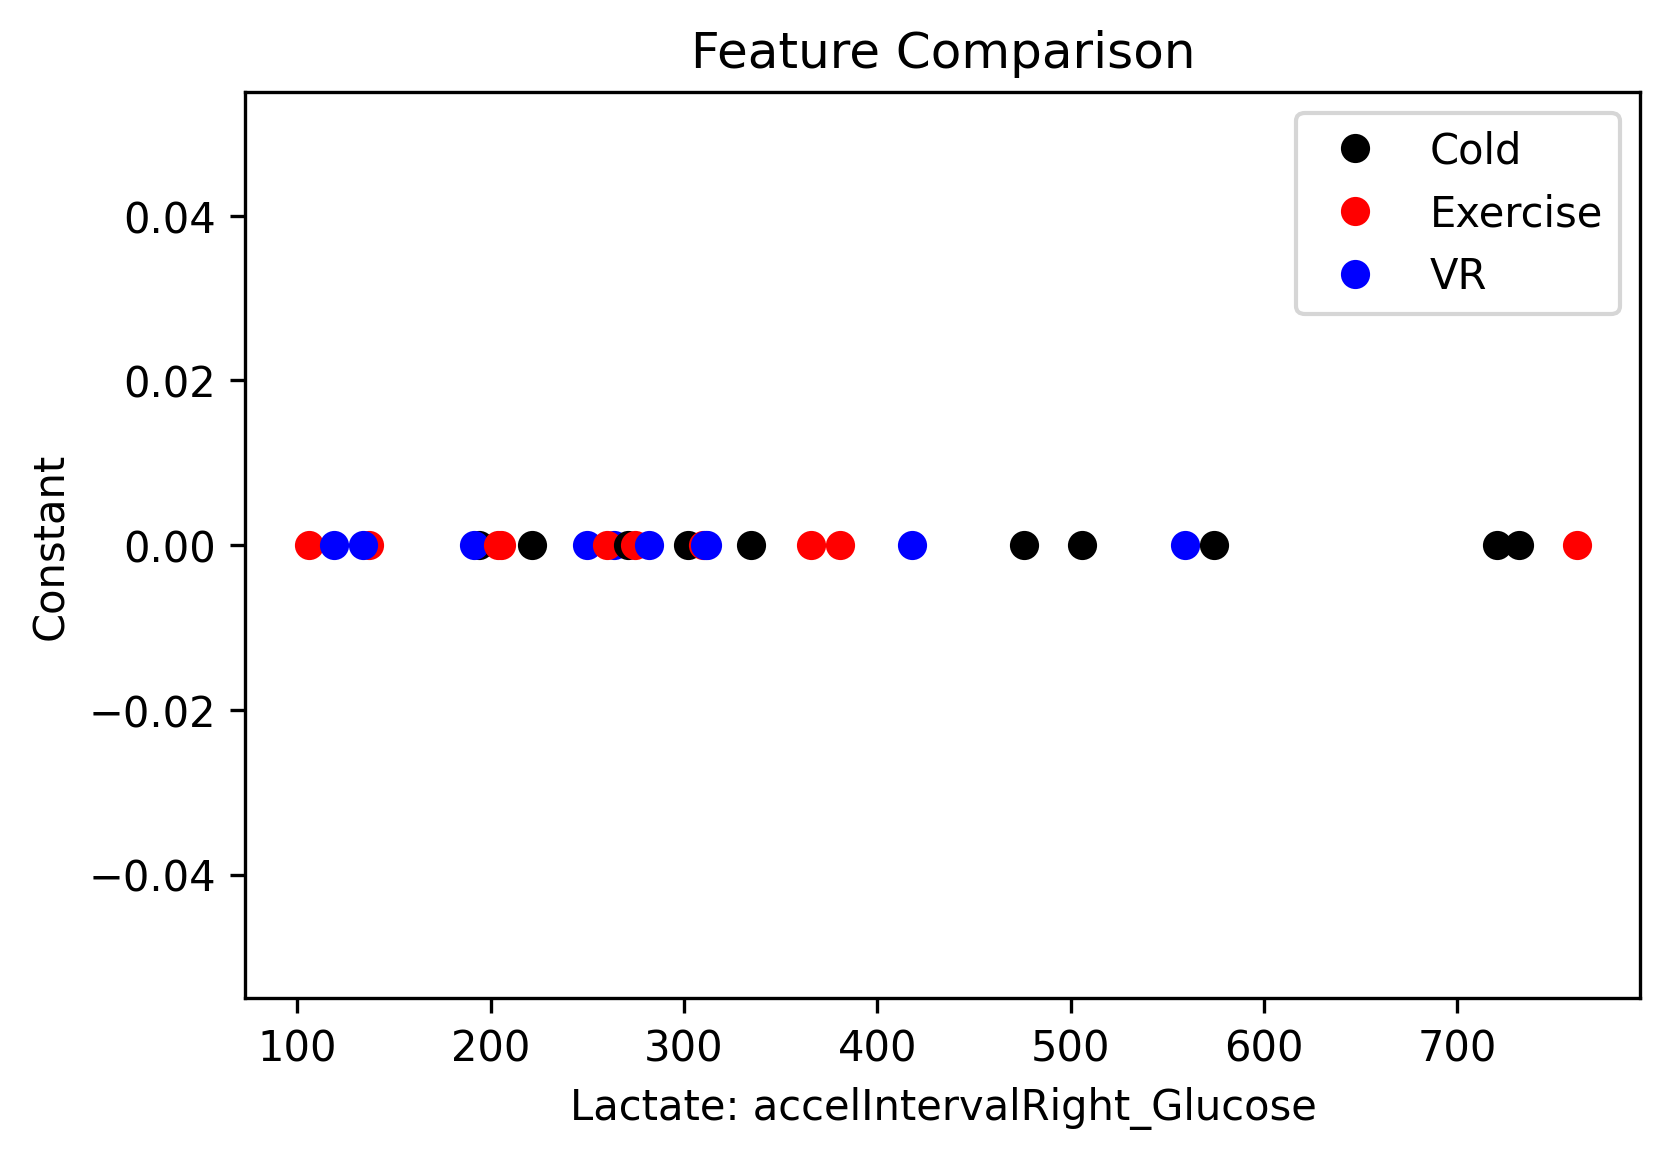 Feature Comparison
Cold
Exercise
VR
0.04
0.02
0.00
−0.02
−0.04
Constant
100 200 300 400 500 600 700
Lactate: accelIntervalRight_Glucose